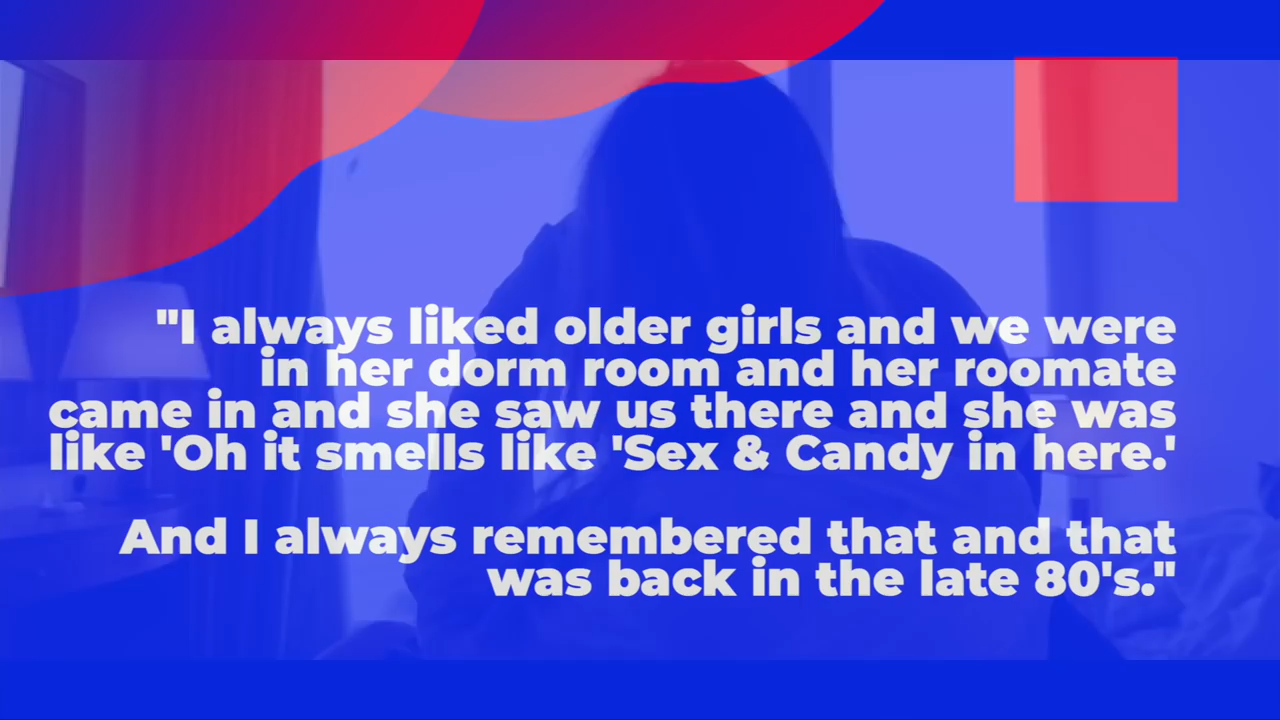 "I always liked older girls and we were
in her dorm room and her roomate
came in and she saw us there and she was
like 'Oh it smells like 'Sex & Candy in here.'
And I always remembered that and that
was back in the late 80's."